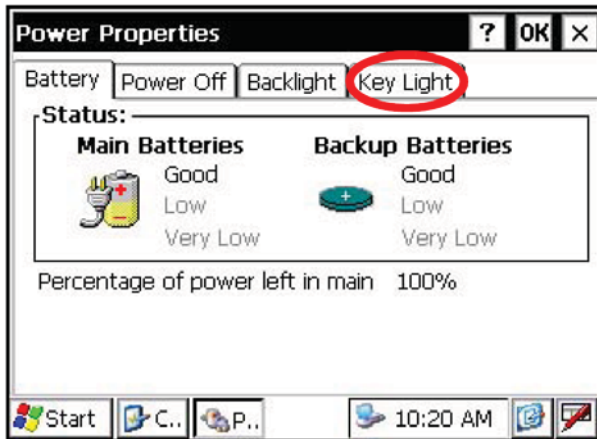 Power Properties ? OK ×
Battery Power Off Backlight Key Light
Status:
Main Batteries Backup Batteries
Good Good
Low Low
Very Low Very Low
Percentage of power left in main 100%
Start C.. P.. 10:20 AM